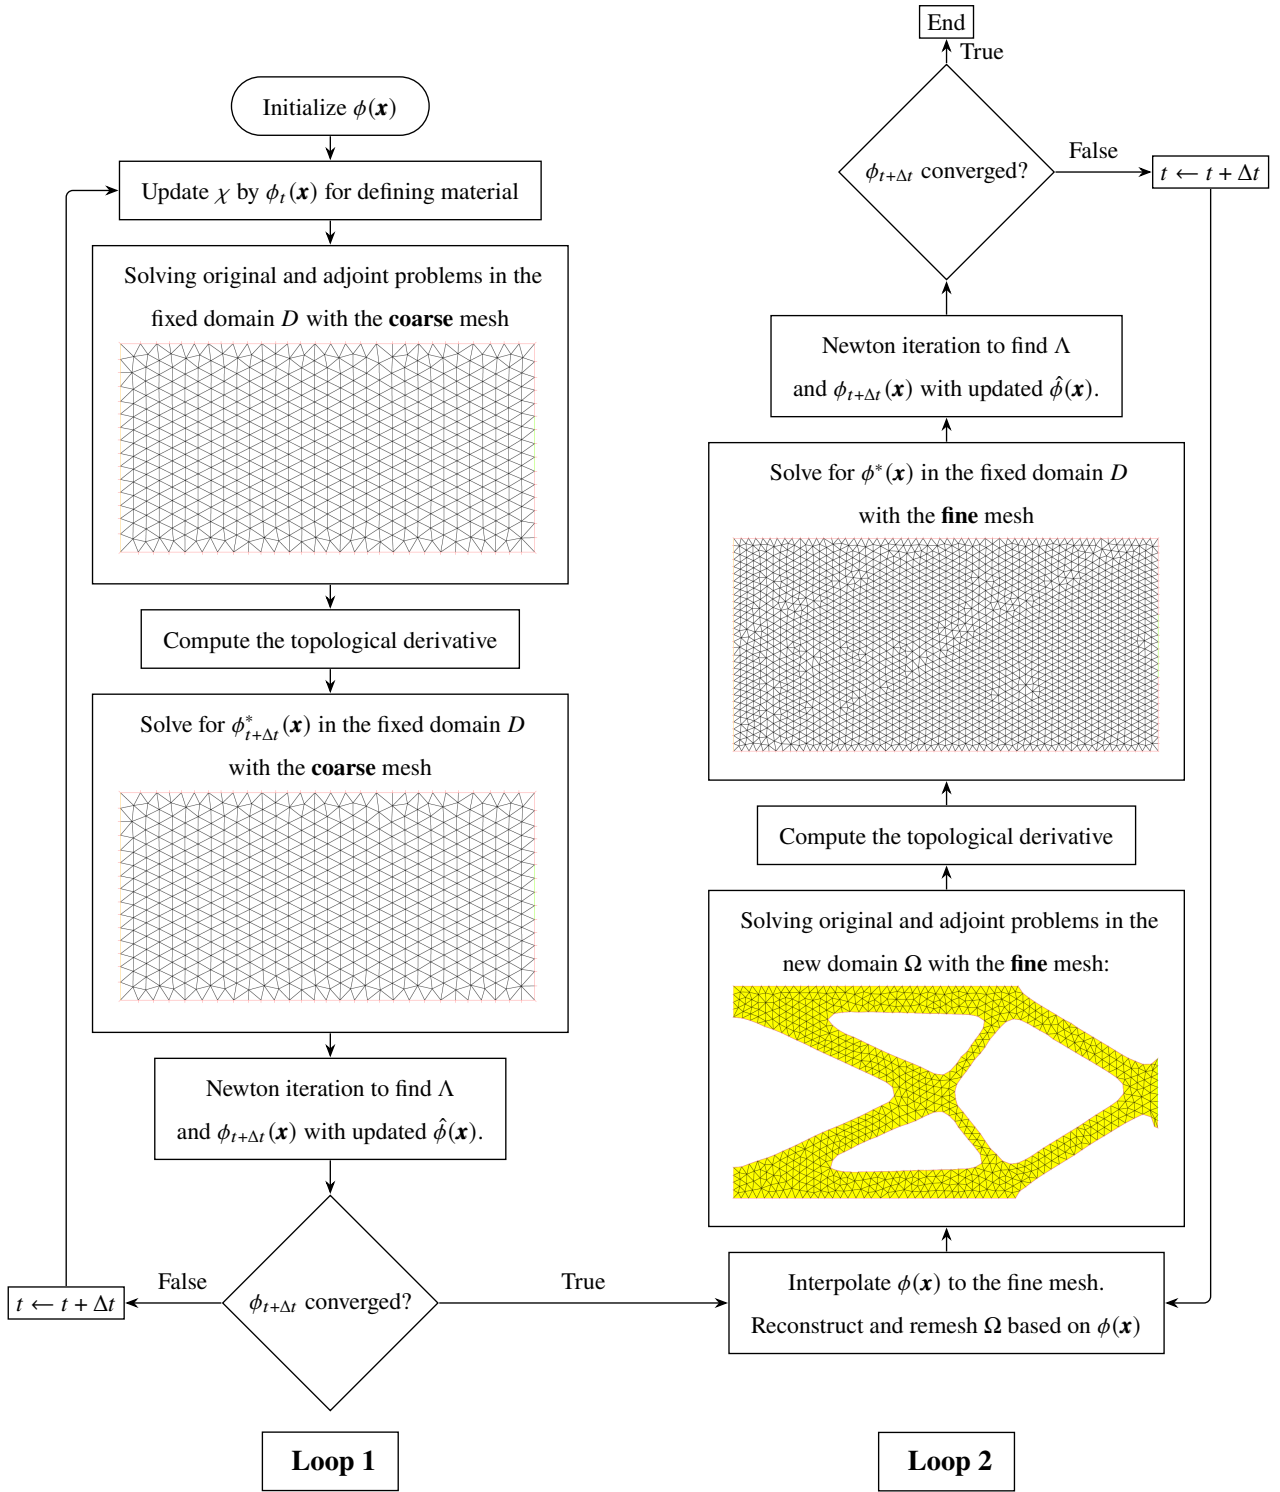 Initialize ϕ(𝒙)
Update χ by ϕₜ(𝒙) for defining material
Solving original and adjoint problems in the
fixed domain D with the coarse mesh
Compute the topological derivative
Solve for ϕ*ₜ₊Δₜ(𝒙) in the fixed domain D
with the coarse mesh
Newton iteration to find Λ
and ϕₜ₊Δₜ(𝒙) with updated ϕ̂(𝒙).
ϕₜ₊Δₜ converged?
False
t ← t + Δt
True
Loop 1
End
True
ϕₜ₊Δₜ converged?
False
t ← t + Δt
Newton iteration to find Λ
and ϕₜ₊Δₜ(𝒙) with updated ϕ̂(𝒙).
Solve for ϕ*(𝒙) in the fixed domain D
with the fine mesh
Compute the topological derivative
Solving original and adjoint problems in the
new domain Ω with the fine mesh:
Interpolate ϕ(𝒙) to the fine mesh.
Reconstruct and remesh Ω based on ϕ(𝒙)
Loop 2